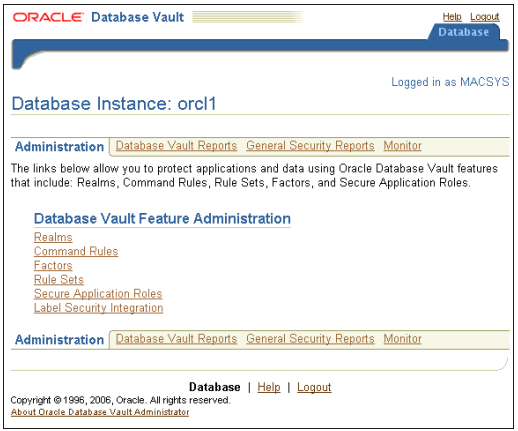 ORACLE Database Vault
Help Logout
Database
Logged in as MACSYS
Database Instance: orcl1
Administration Database Vault Reports General Security Reports Monitor
The links below allow you to protect applications and data using Oracle Database Vault features
that include: Realms, Command Rules, Rule Sets, Factors, and Secure Application Roles.
Database Vault Feature Administration
Realms
Command Rules
Factors
Rule Sets
Secure Application Roles
Label Security Integration
Administration Database Vault Reports General Security Reports Monitor
Database | Help | Logout
Copyright © 1996, 2006, Oracle. All rights reserved.
About Oracle Database Vault Administrator